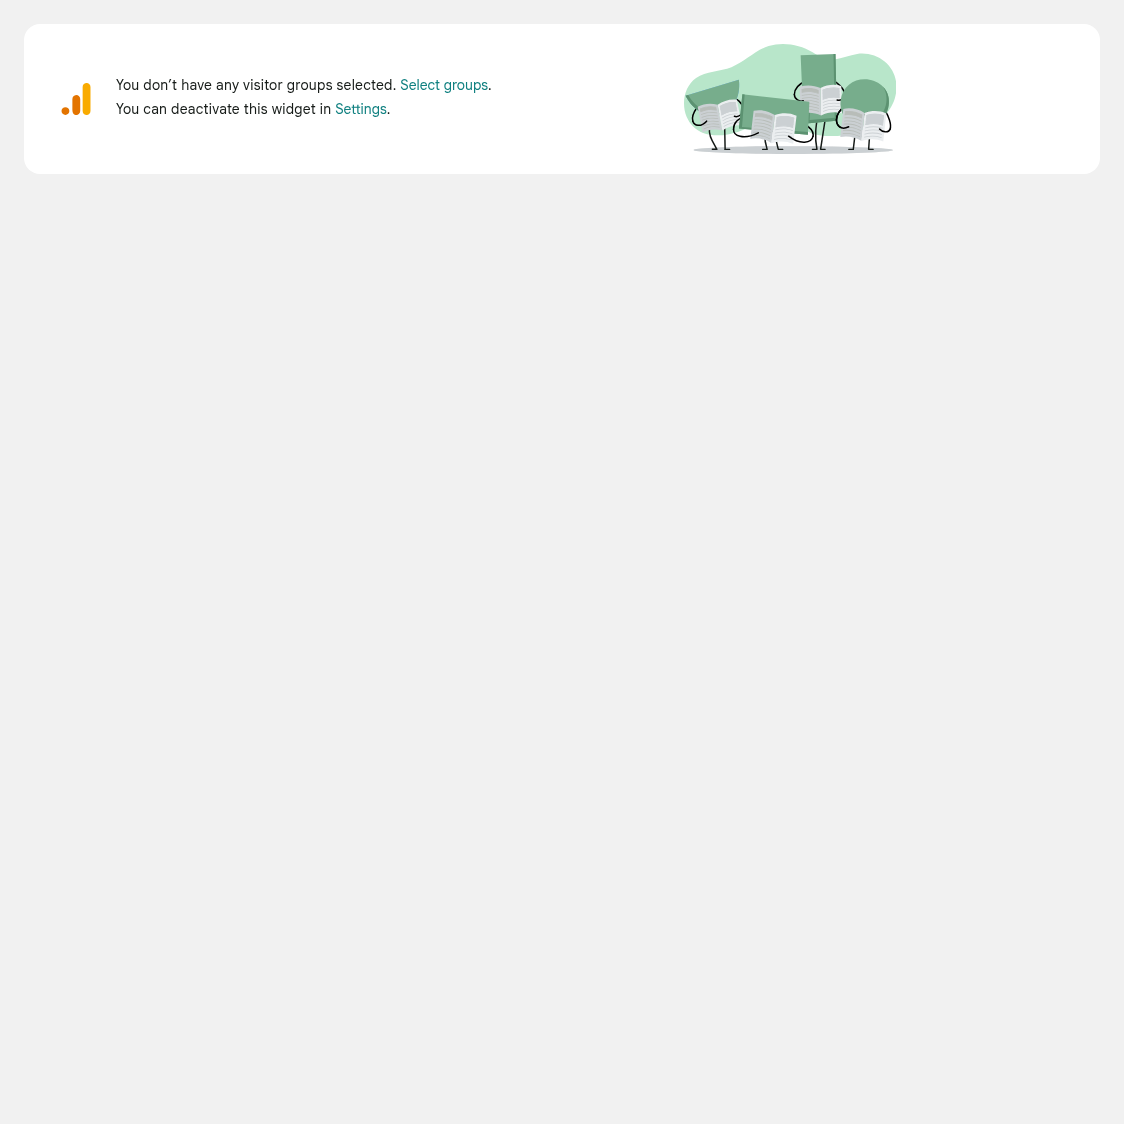 You don’t have any visitor groups selected. Select groups.
You can deactivate this widget in Settings.